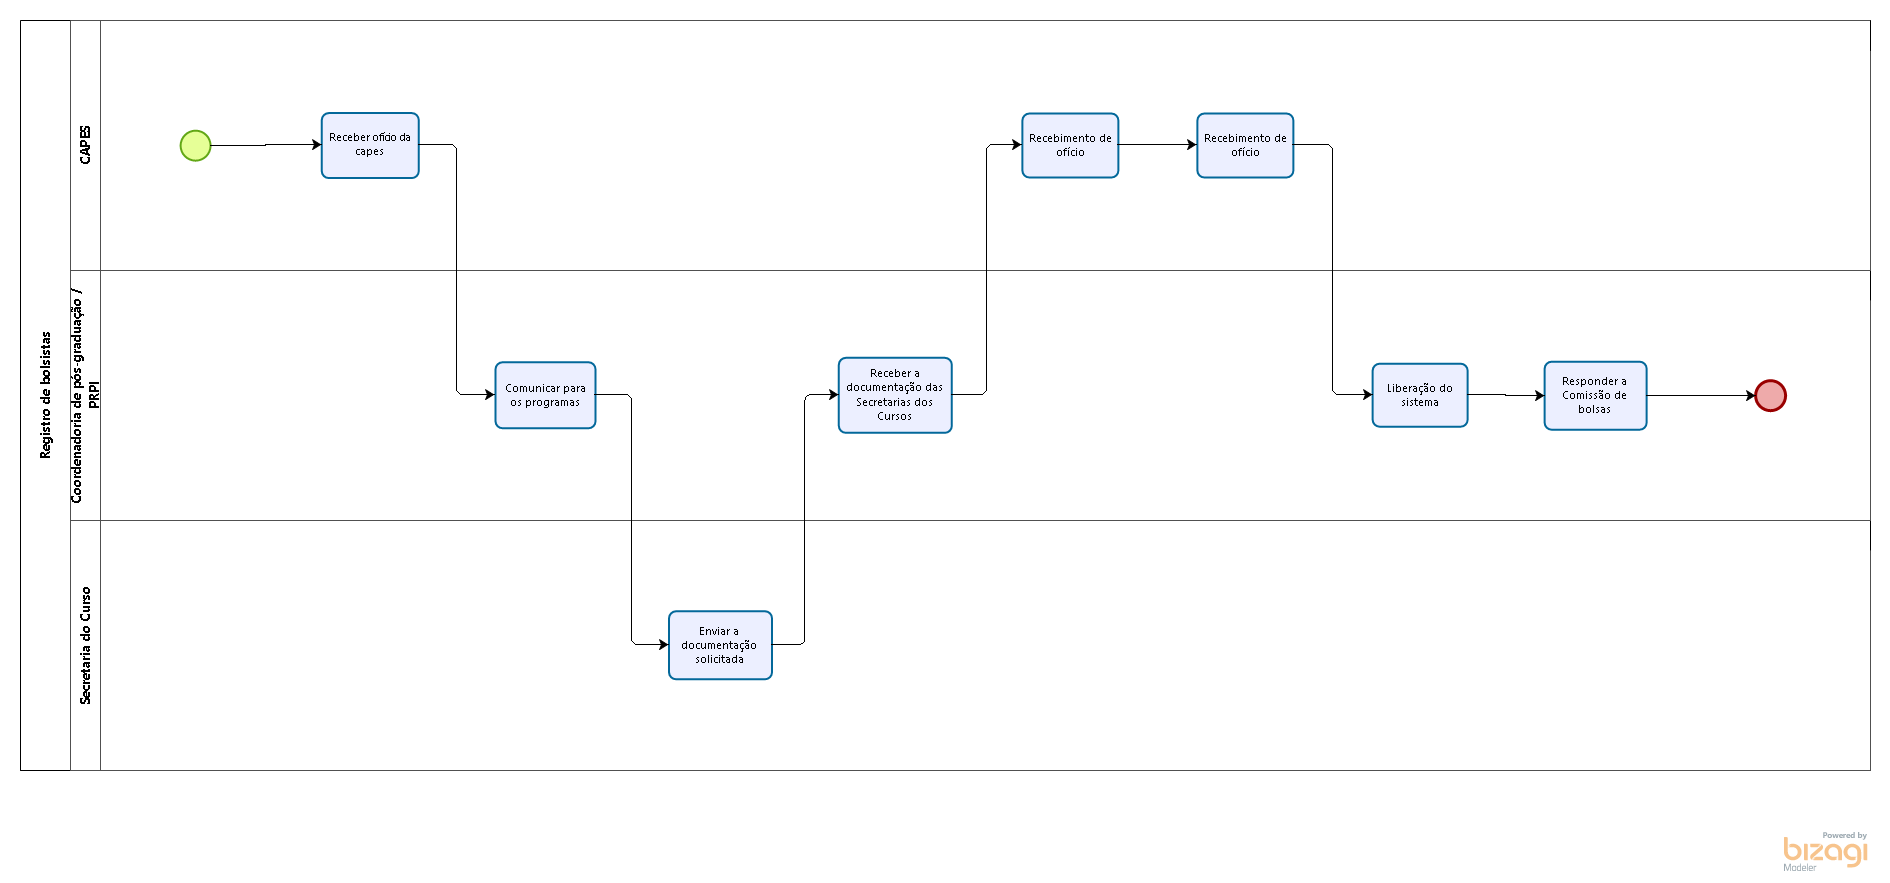 Registro de bolsistas
CAPES
Receber ofício da
capes
Recebimento de
ofício
Recebimento de
ofício
Coordenadoria de pós-graduação /
PRPI
Comunicar para
os programas
Receber a
documentação das
Secretarias dos
Cursos
Liberação do
sistema
Responder a
Comissão de
bolsas
Secretaria do Curso
Enviar a
documentação
solicitada
Powered by
bizagi
Modeler